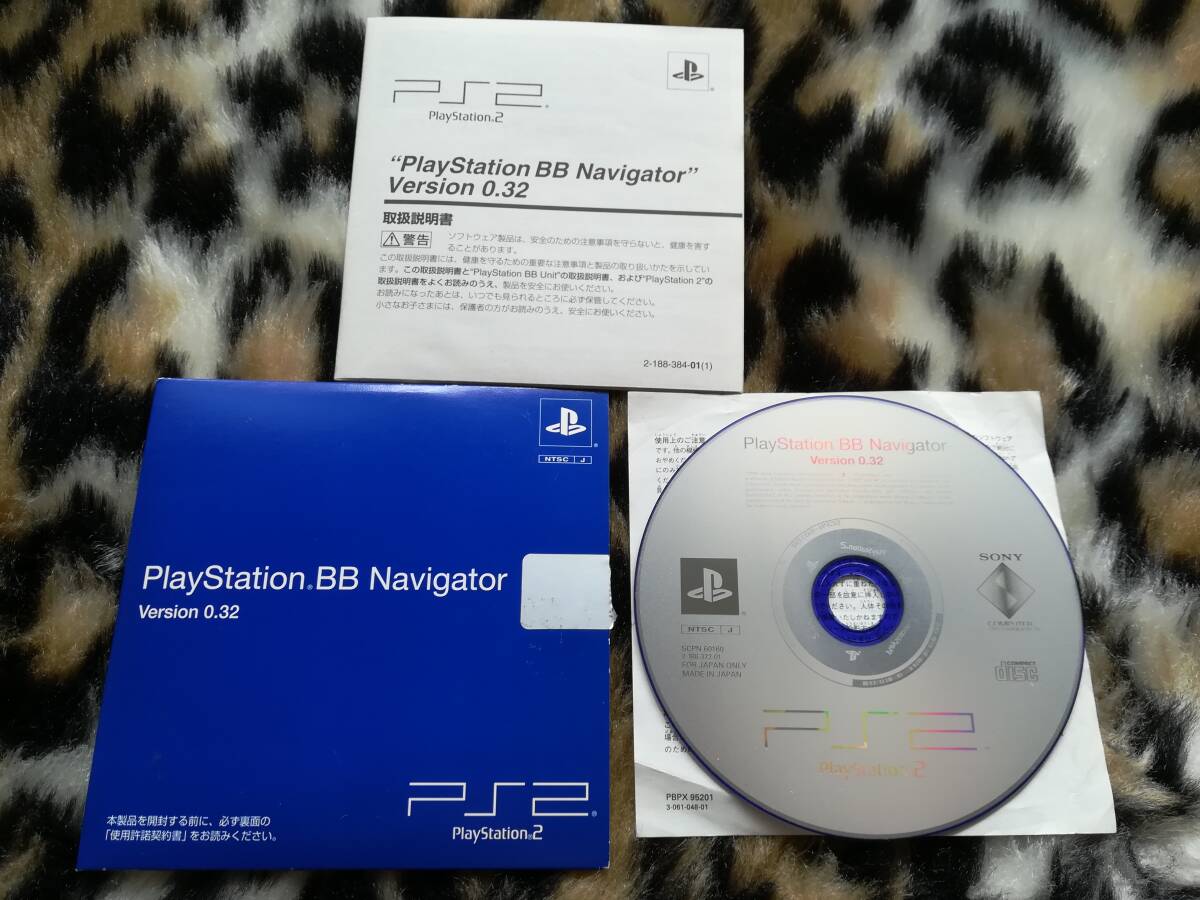 PS2
PlayStation®2
“PlayStation BB Navigator”
Version 0.32
取扱説明書
警告
ソフトウェア製品は、安全のための注意事項を守らないと、健康を害す
ることがあります。
この取扱説明書には、健康を守るための重要な注意事項と製品の取り扱いかたを示してい
ます。この取扱説明書と“PlayStation BB Unit”の取扱説明書、および“PlayStation 2”の
取扱説明書をよくお読みのうえ、製品を安全にお使いください。
お読みになったあとは、いつでも見られるところに必ず保管してください。
小さなお子さまには、保護者の方がお読みのうえ、安全にお使いください。
2-188-384-01(1)
NTSC J
PlayStation®BB Navigator
Version 0.32
PS2
PlayStation®2
本製品を開封する前に、必ず裏面の
「使用許諾契約書」をお読みください。
使用上のご注意
PlayStation BB Navigator
Version 0.32
SONY
COMPUTER
NTSC J
SCPN 60160
2-188-372-01
FOR JAPAN ONLY
MADE IN JAPAN
COMPACT
DISC
PS2
PlayStation®2
PBPX 95201
3-061-048-01